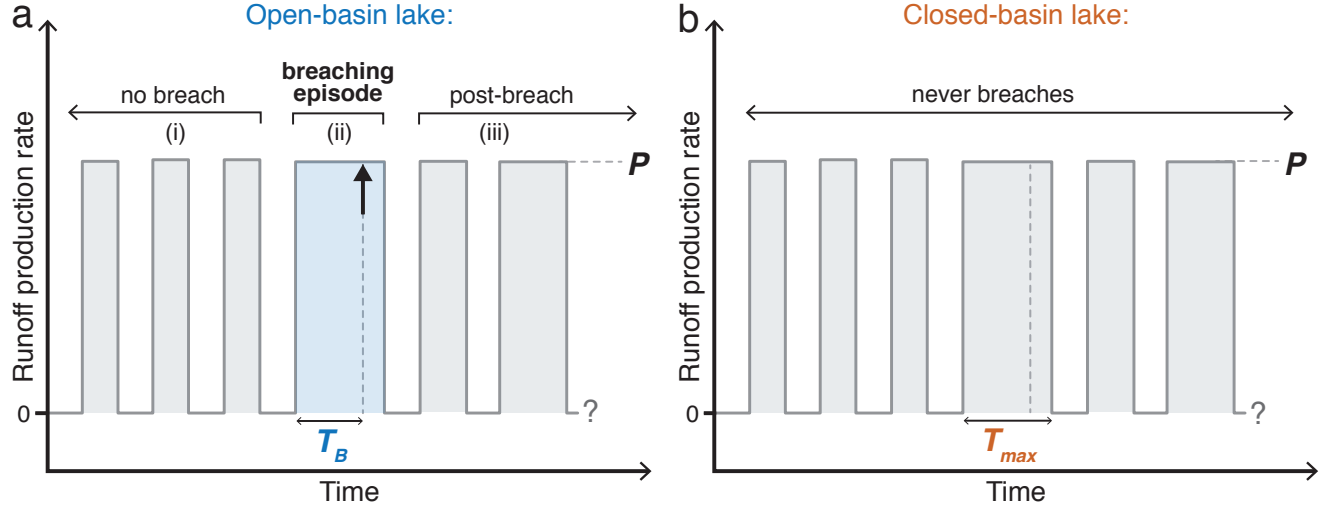 a
Open-basin lake:
no breach
(i)
breaching
episode
(ii)
post-breach
(iii)
P
Runoff production rate
0
?
T_B
Time
b
Closed-basin lake:
never breaches
P
Runoff production rate
0
?
T_max
Time